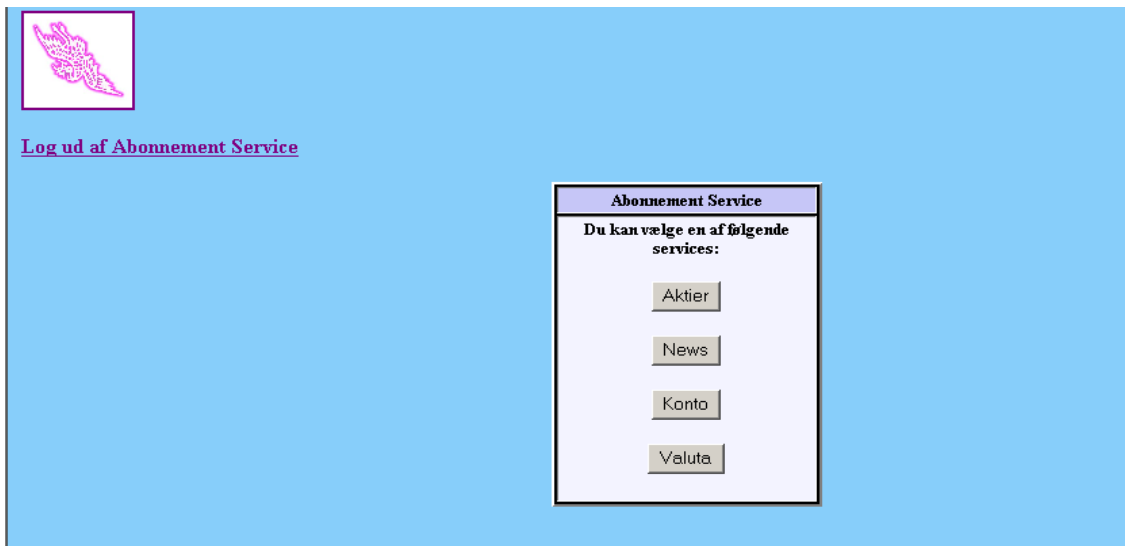 Log ud af Abonnement Service
Abonnement Service
Du kan vælge en af følgende
services:
Aktier
News
Konto
Valuta